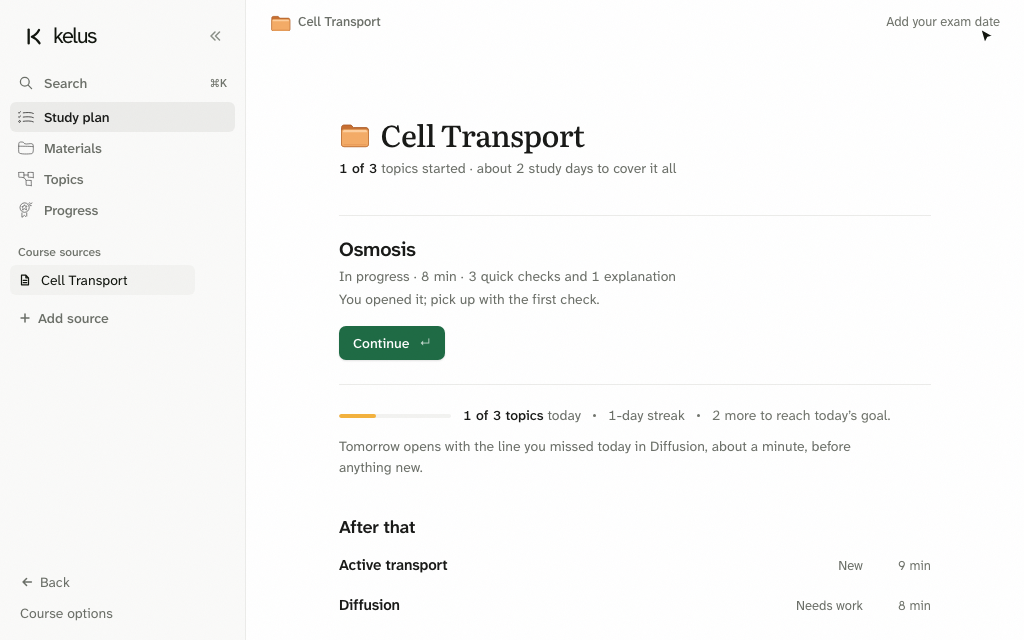 kelus
Search ⌘K
Study plan
Materials
Topics
Progress
Course sources
Cell Transport
+ Add source
← Back
Course options
Cell Transport
Add your exam date
Cell Transport
1 of 3 topics started · about 2 study days to cover it all
Osmosis
In progress · 8 min · 3 quick checks and 1 explanation
You opened it; pick up with the first check.
Continue ↵
1 of 3 topics today • 1-day streak • 2 more to reach today’s goal.
Tomorrow opens with the line you missed today in Diffusion, about a minute, before
anything new.
After that
Active transport New 9 min
Diffusion Needs work 8 min